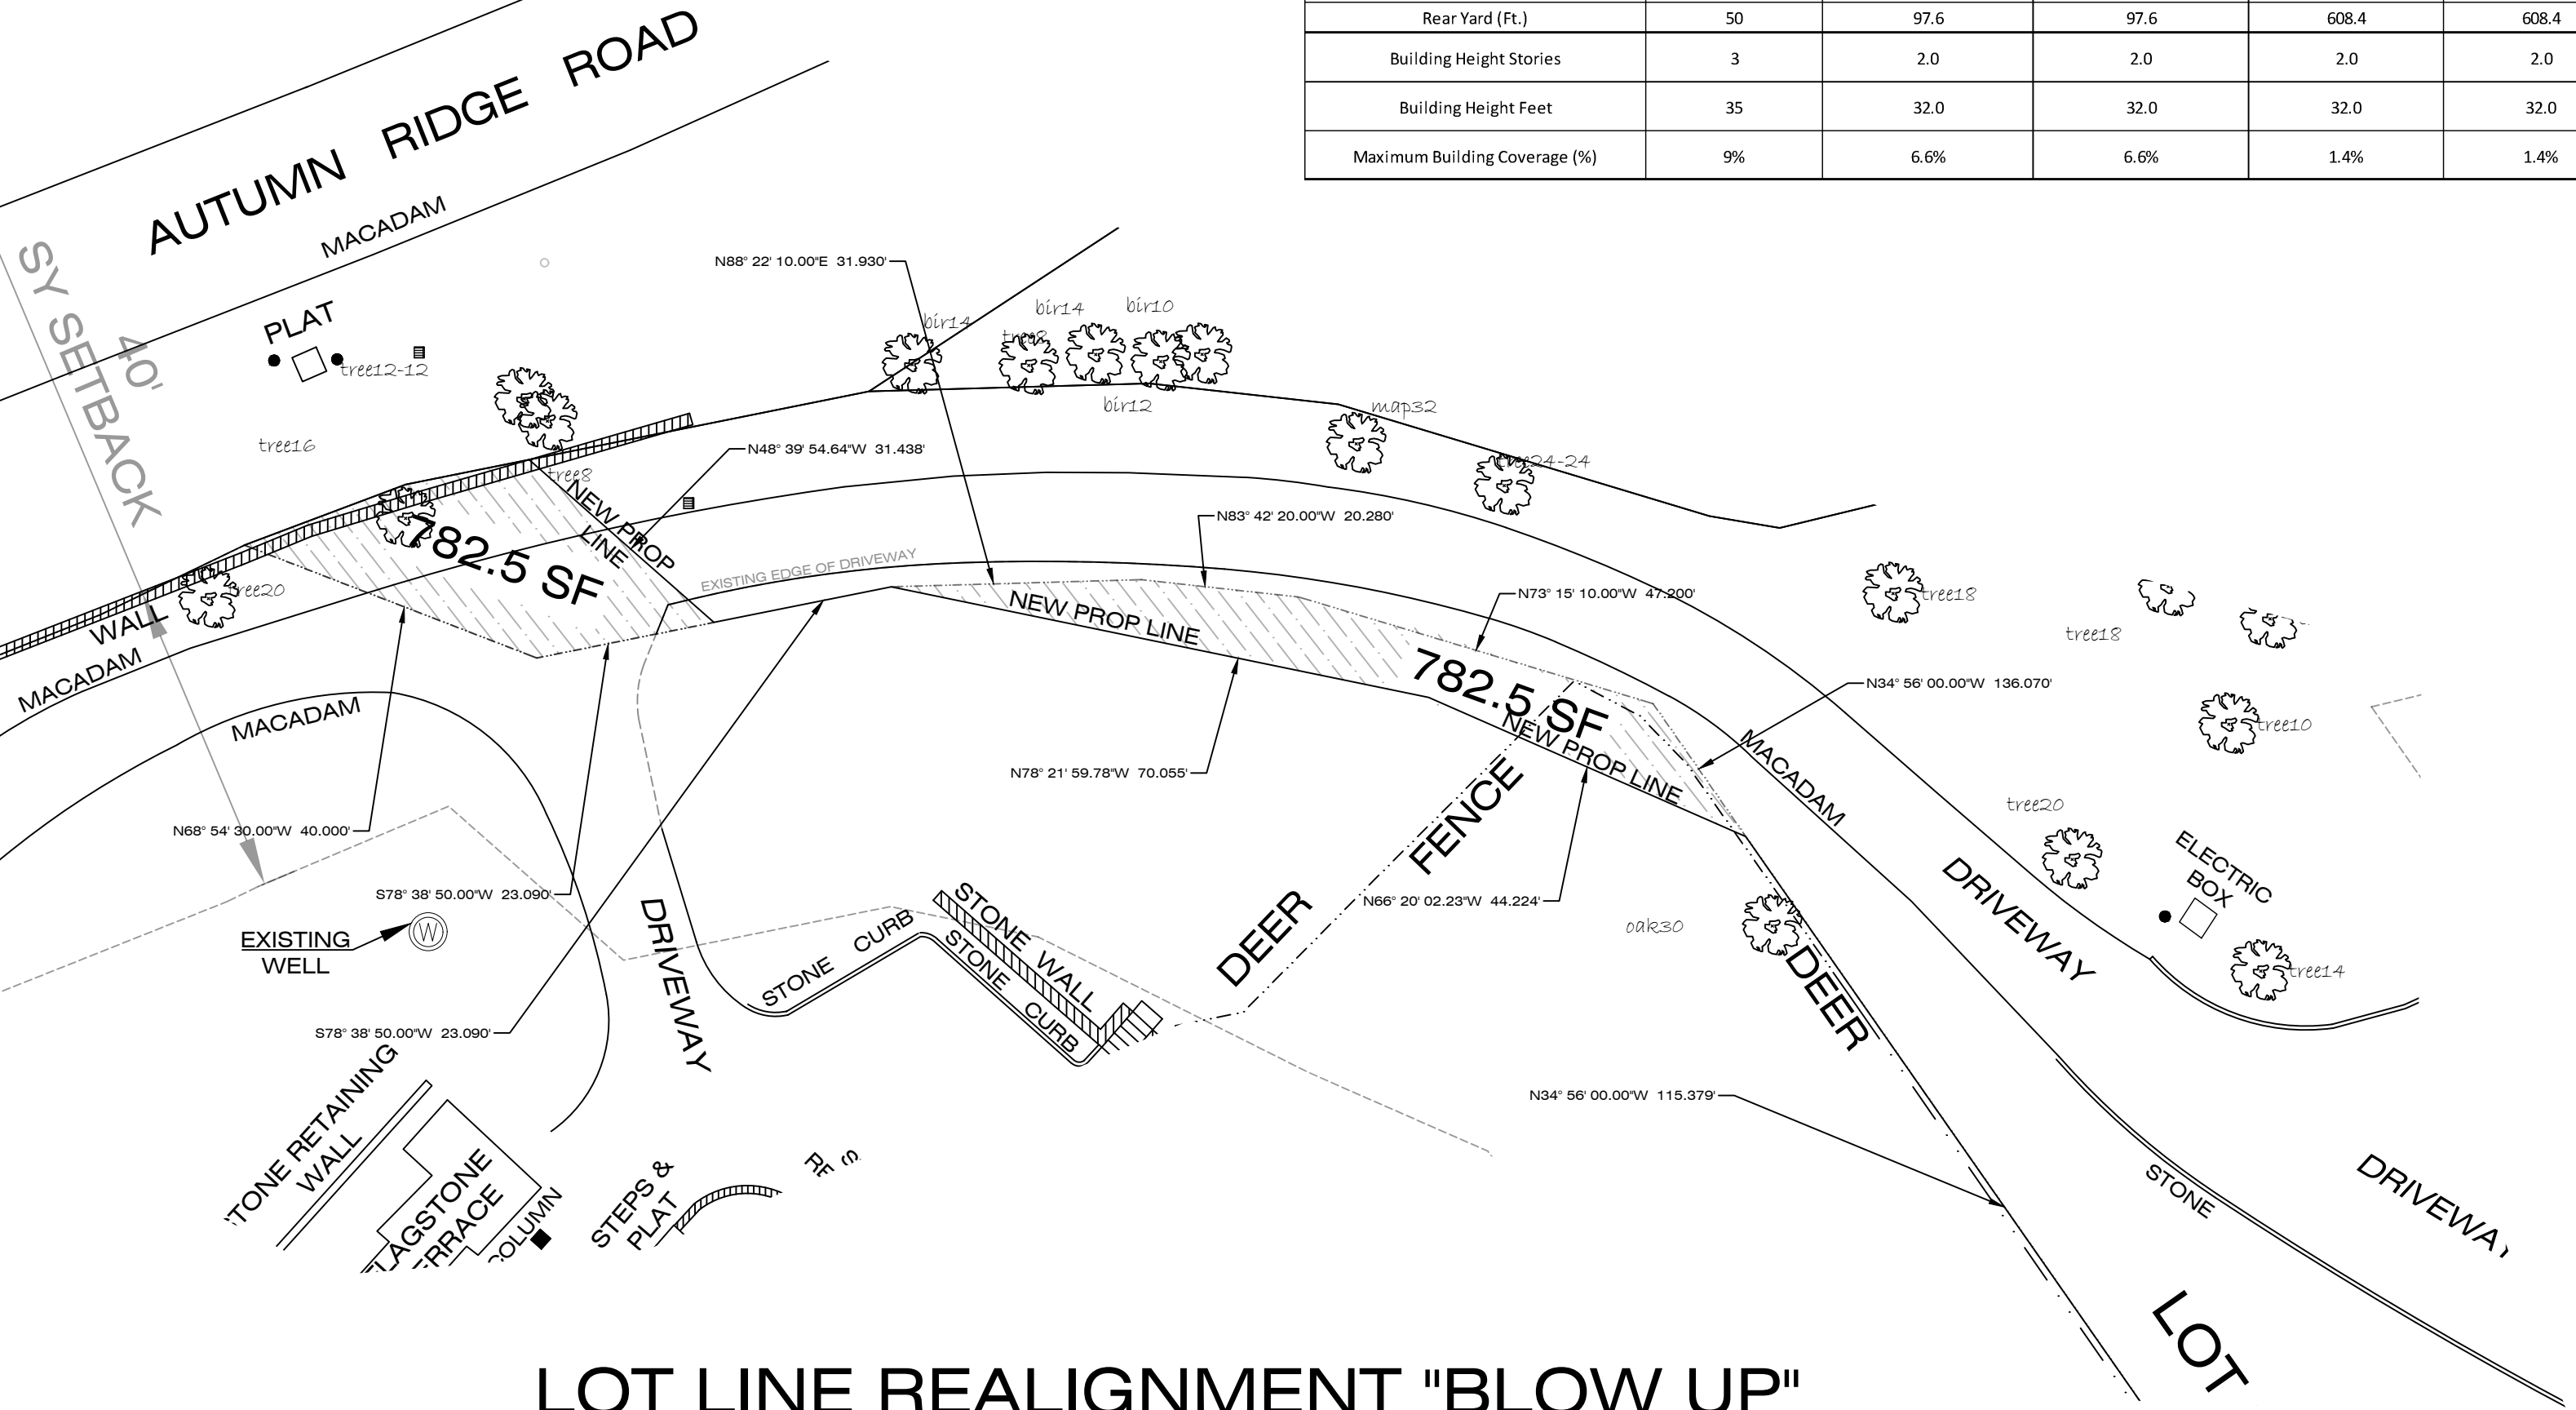 Rear Yard (Ft.) 50 97.6 97.6 608.4 608.4
Building Height Stories 3 2.0 2.0 2.0 2.0
Building Height Feet 35 32.0 32.0 32.0 32.0
Maximum Building Coverage (%) 9% 6.6% 6.6% 1.4% 1.4%
AUTUMN RIDGE ROAD
MACADAM
SY SETBACK
40'
PLAT
tree12-12
tree16
N88° 22' 10.00"E 31.930'
bir14
tree8
bir14
bir10
bir12
map32
tree24-24
N48° 39' 54.64"W 31.438'
tree8
NEW PROP
LINE
782.5 SF
EXISTING EDGE OF DRIVEWAY
N83° 42' 20.00"W 20.280'
N73° 15' 10.00"W 47.200'
tree20
WALL
MACADAM
MACADAM
NEW PROP LINE
782.5 SF
NEW PROP LINE
N34° 56' 00.00"W 136.070'
tree18
tree18
tree10
MACADAM
N78° 21' 59.78"W 70.055'
N68° 54' 30.00"W 40.000'
S78° 38' 50.00"W 23.090'
N66° 20' 02.23"W 44.224'
DEER FENCE
tree20
ELECTRIC
BOX
DRIVEWAY
tree14
oak30
DEER
EXISTING
WELL
W
DRIVEWAY
STONE CURB
STONE WALL
STONE CURB
S78° 38' 50.00"W 23.090'
N34° 56' 00.00"W 115.379'
TONE RETAINING
WALL
LAGSTONE
ERRACE
COLUMN
STEPS &
PLAT
STONE
DRIVEWA
LOT
LOT LINE REALIGNMENT "BLOW UP"